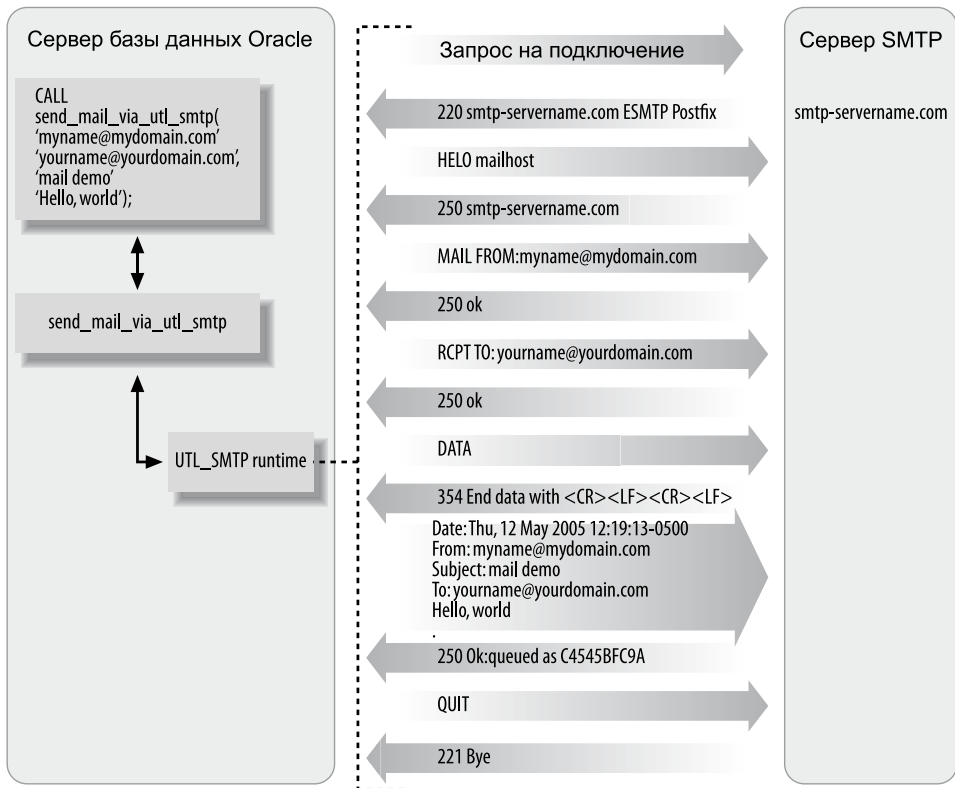 Сервер базы данных Oracle
CALL
send_mail_via_utl_smtp(
‘myname@mydomain.com’
‘yourname@yourdomain.com’,
‘mail demo’
‘Hello, world’);
send_mail_via_utl_smtp
UTL_SMTP runtime
Запрос на подключение
220 smtp-servername.com ESMTP Postfix
HELO mailhost
250 smtp-servername.com
MAIL FROM:myname@mydomain.com
250 ok
RCPT TO: yourname@yourdomain.com
250 ok
DATA
354 End data with <CR><LF><CR><LF>
Date:Thu, 12 May 2005 12:19:13-0500
From: myname@mydomain.com
Subject: mail demo
To: yourname@yourdomain.com
Hello, world
.
250 Ok:queued as C4545BFC9A
QUIT
221 Bye
Сервер SMTP
smtp-servername.com